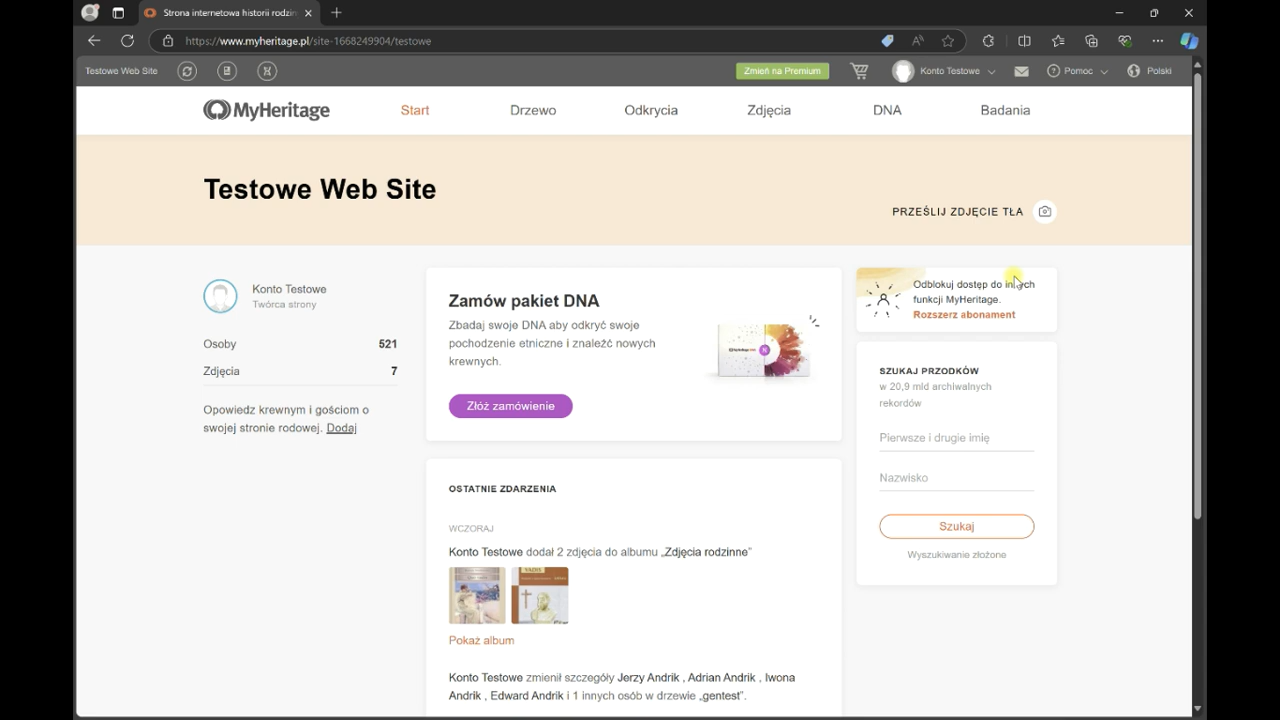 Strona internetowa historii rodzin
https://www.myheritage.pl/site-1668249904/testowe
Testowe Web Site
Zmień na Premium
Konto Testowe
Pomoc
Polski
MyHeritage
Start
Drzewo
Odkrycia
Zdjęcia
DNA
Badania
Testowe Web Site
PRZEŚLIJ ZDJĘCIE TŁA
Konto Testowe
Twórca strony
Osoby 521
Zdjęcia 7
Opowiedz krewnym i gościom o
swojej stronie rodowej. Dodaj
Zamów pakiet DNA
Zbadaj swoje DNA aby odkryć swoje
pochodzenie etniczne i znaleźć nowych
krewnych.
Złóż zamówienie
OSTATNIE ZDARZENIA
WCZORAJ
Konto Testowe dodał 2 zdjęcia do albumu „Zdjęcia rodzinne”
Pokaż album
Konto Testowe zmienił szczegóły Jerzy Andrik , Adrian Andrik , Iwona
Andrik , Edward Andrik i 1 innych osób w drzewie „gentest”.
Odblokuj dostęp do innych
funkcji MyHeritage.
Rozszerz abonament
SZUKAJ PRZODKÓW
w 20,9 mld archiwalnych
rekordów
Pierwsze i drugie imię
Nazwisko
Szukaj
Wyszukiwanie złożone